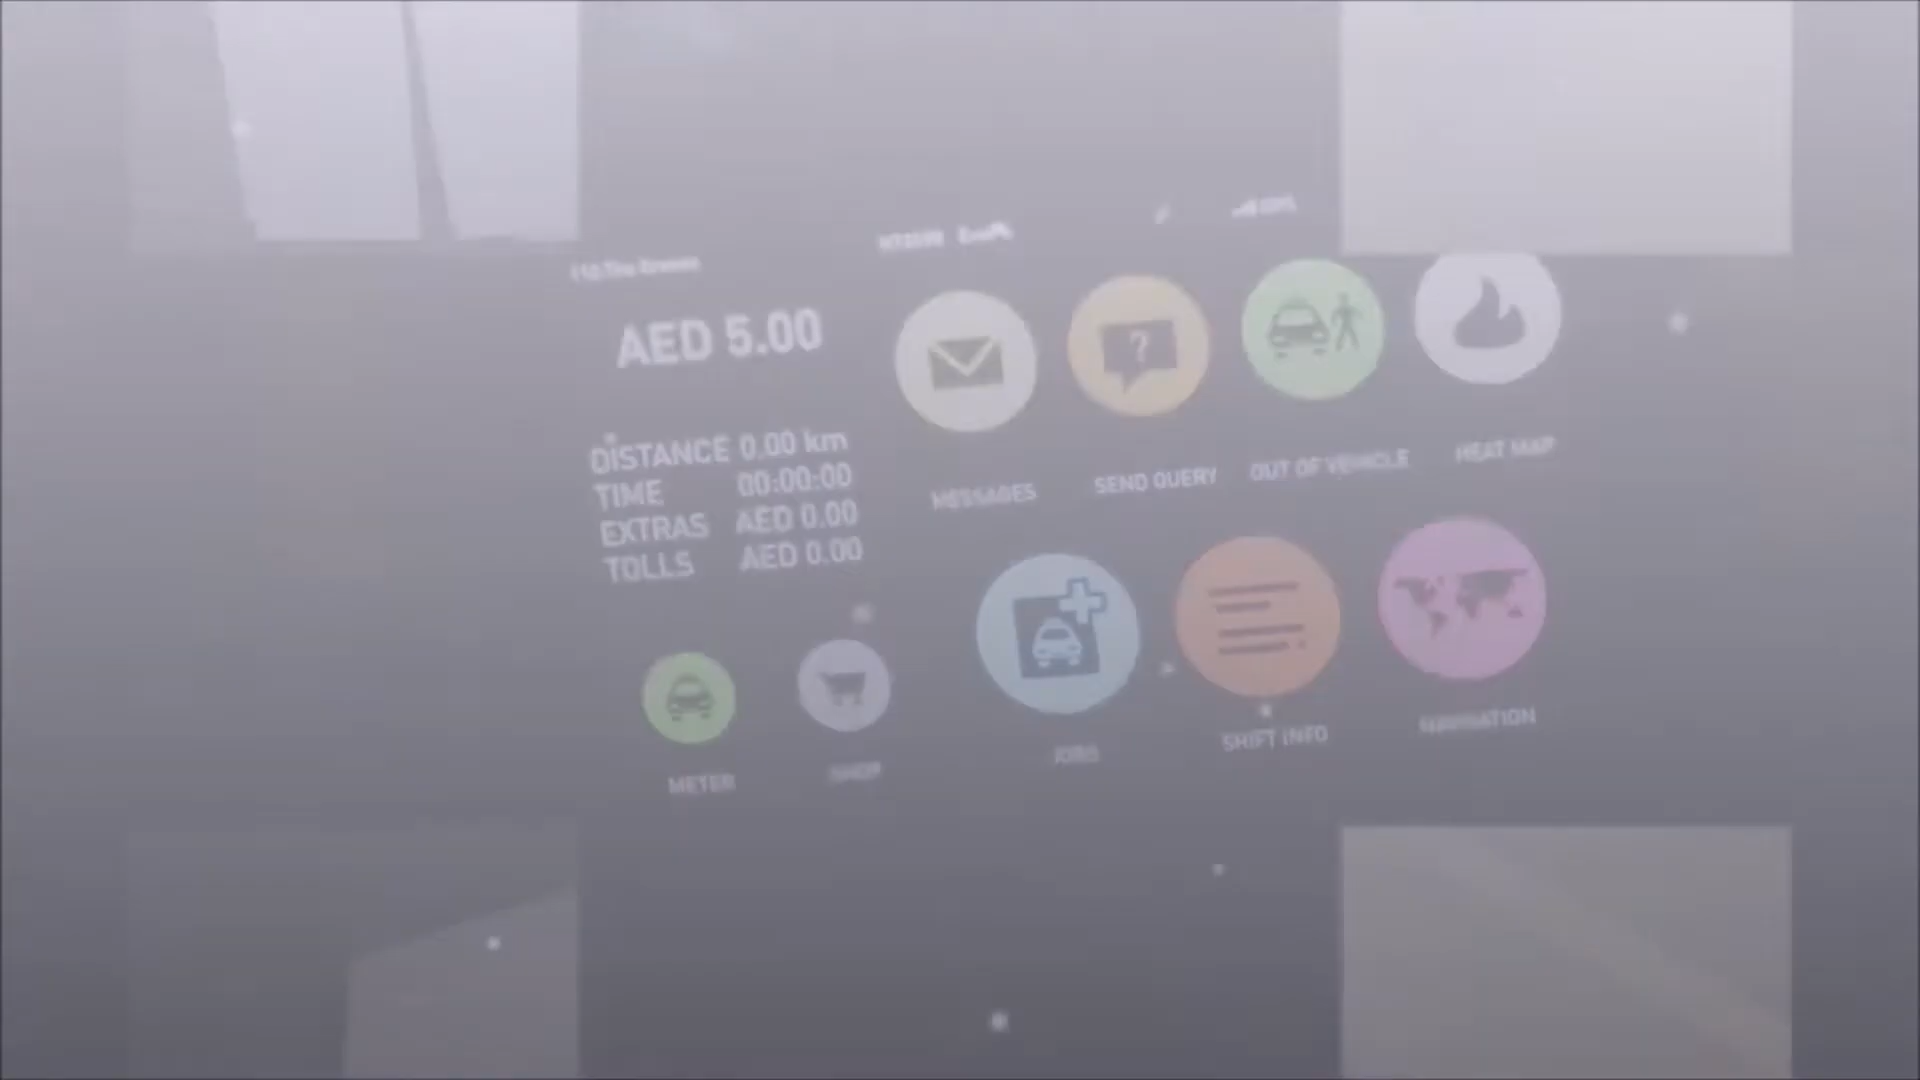 AED 5.00
DISTANCE 0.00 km
TIME 00:00:00
EXTRAS AED 0.00
TOLLS AED 0.00
MESSAGES
?
SEND QUERY
OUT OF VEHICLE
HEAT MAP
METER
SHOP
JOBS
SHIFT INFO
NAVIGATION